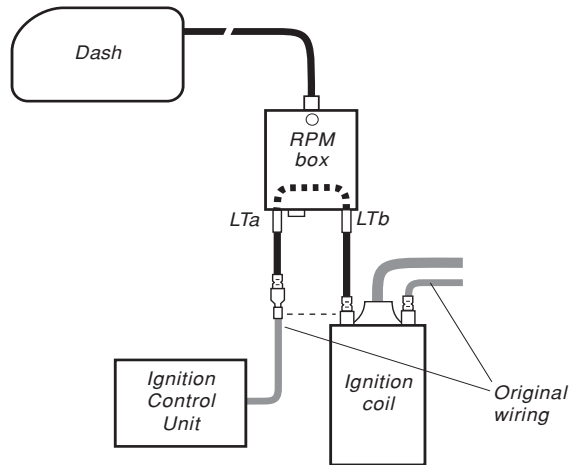 Dash
RPM
box
LTa
LTb
Ignition
Control
Unit
Ignition
coil
Original
wiring